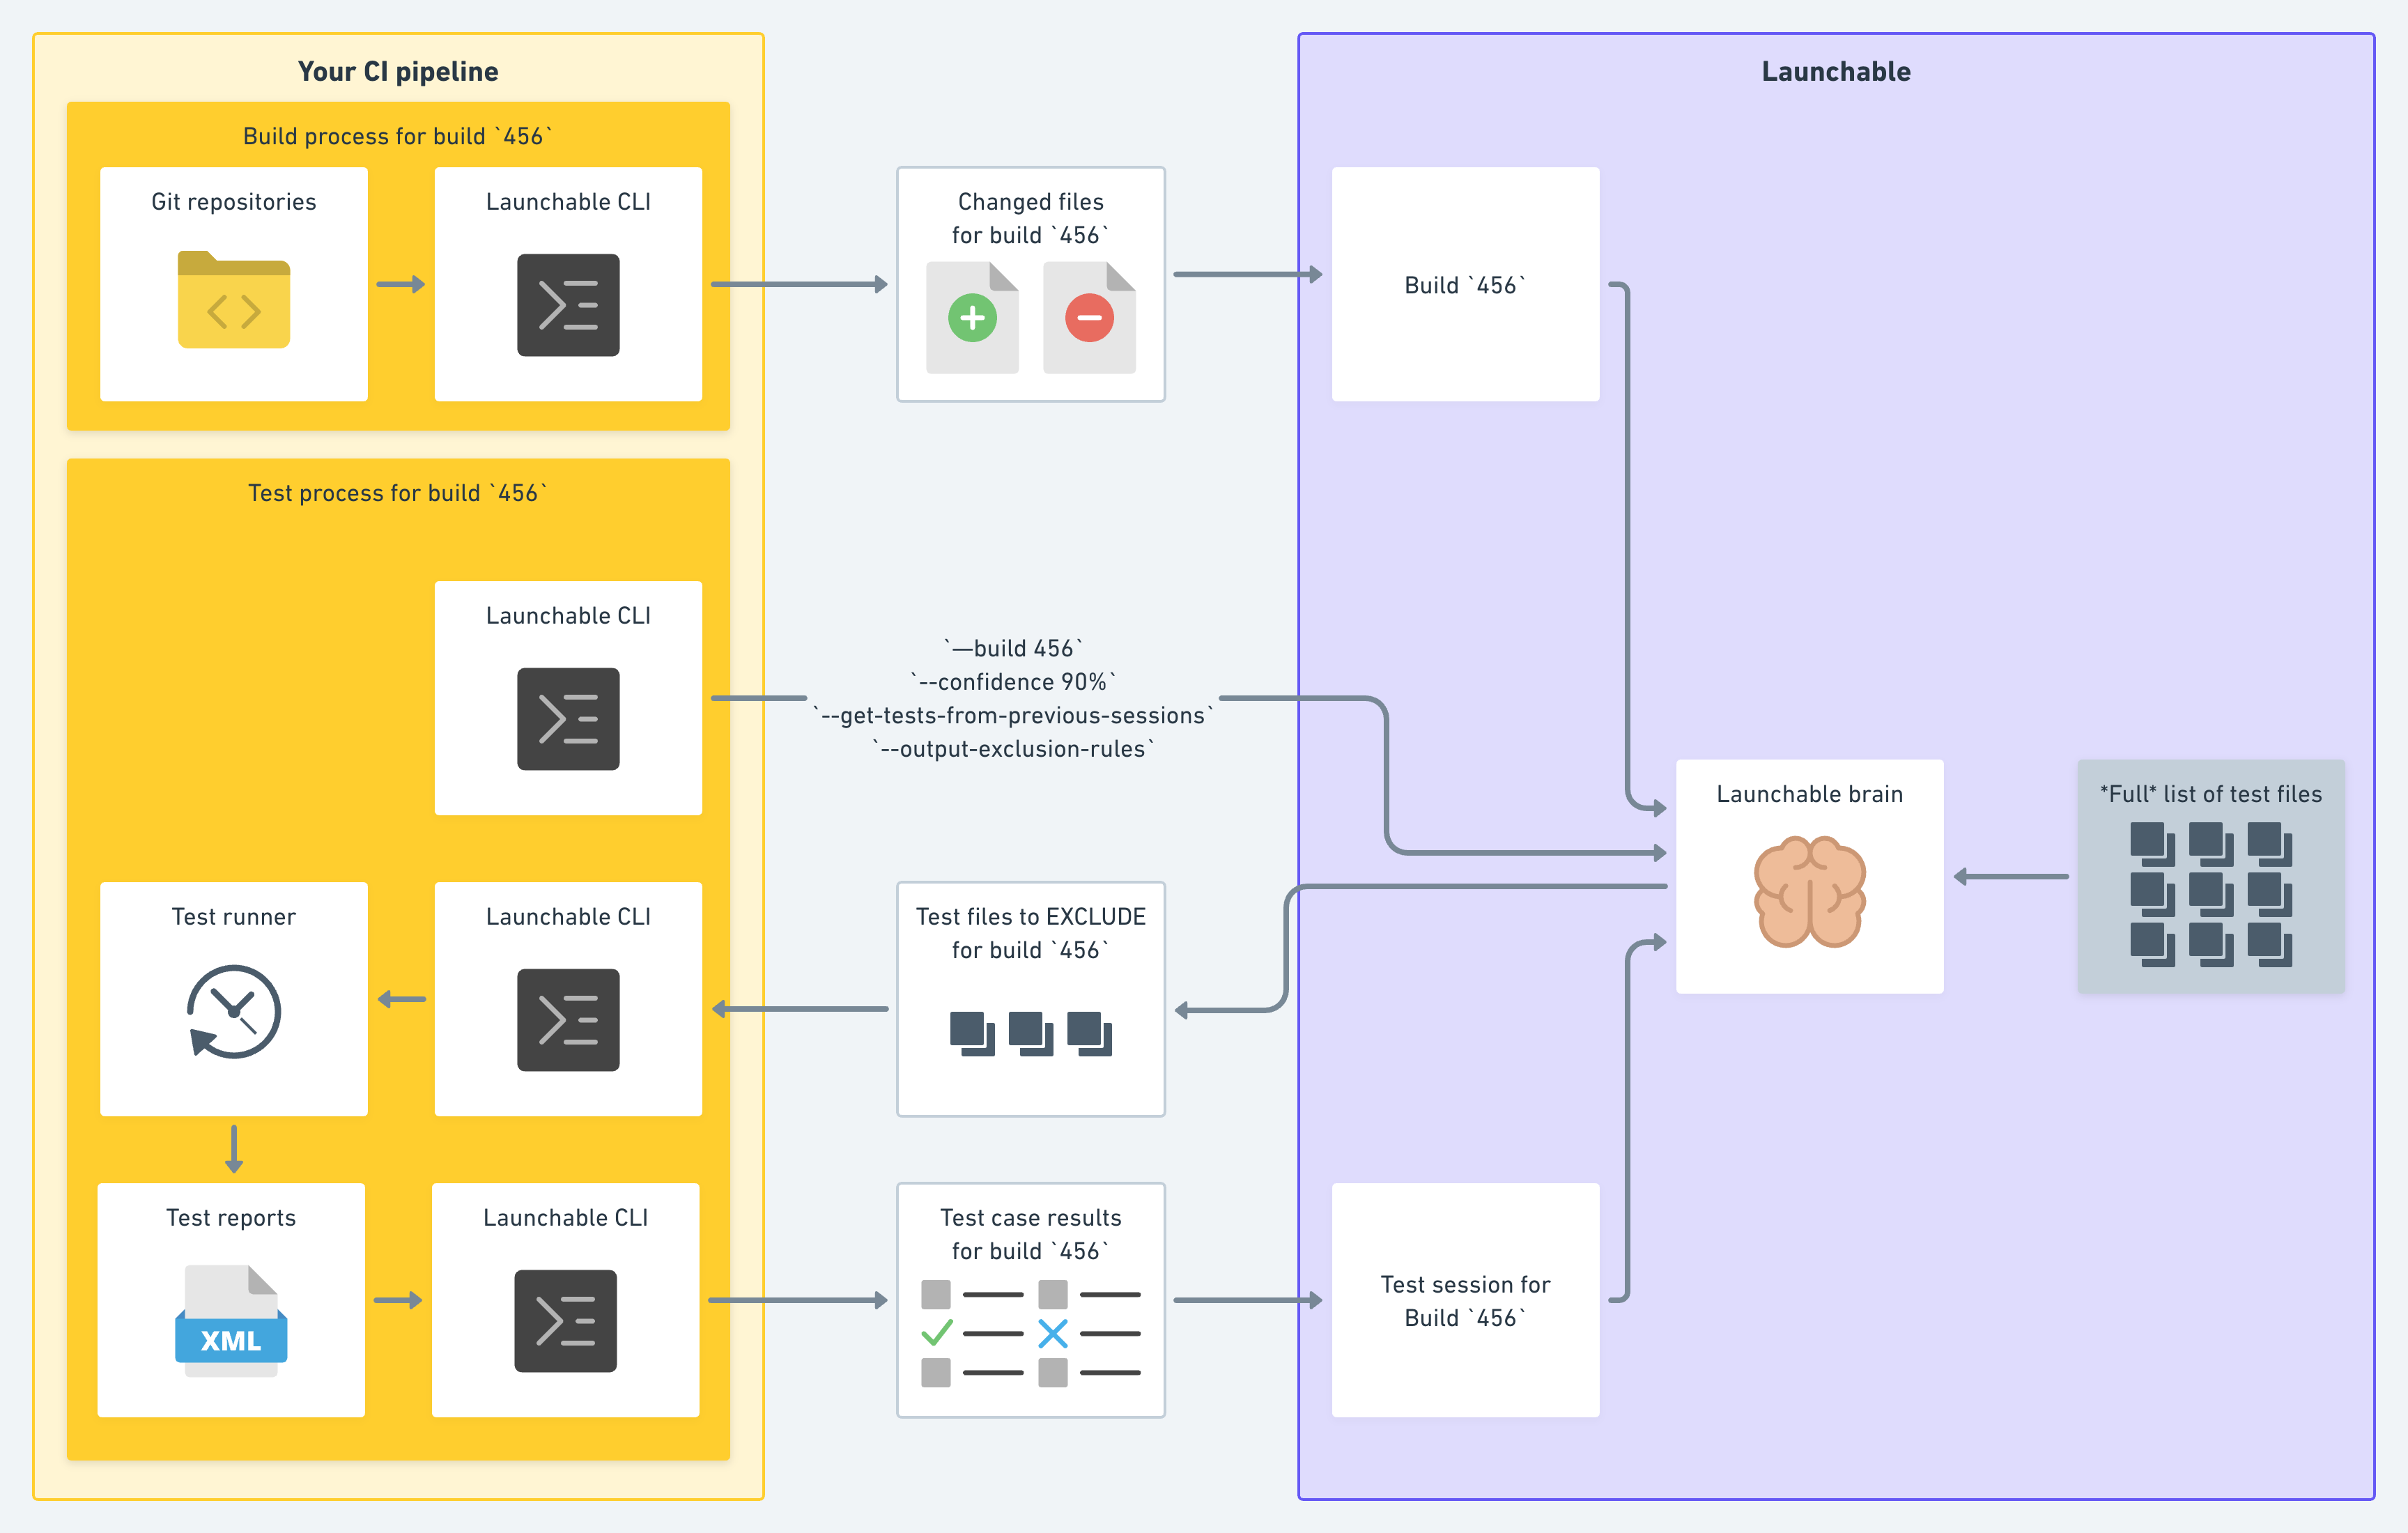 Your CI pipeline
Launchable
Build process for build `456`
Git repositories
Launchable CLI
Changed files
for build `456`
Build `456`
Test process for build `456`
Launchable CLI
`—build 456`
`--confidence 90%`
`--get-tests-from-previous-sessions`
`--output-exclusion-rules`
Launchable brain
*Full* list of test files
Test runner
Launchable CLI
Test files to EXCLUDE
for build `456`
Test reports
XML
Launchable CLI
Test case results
for build `456`
Test session for
Build `456`